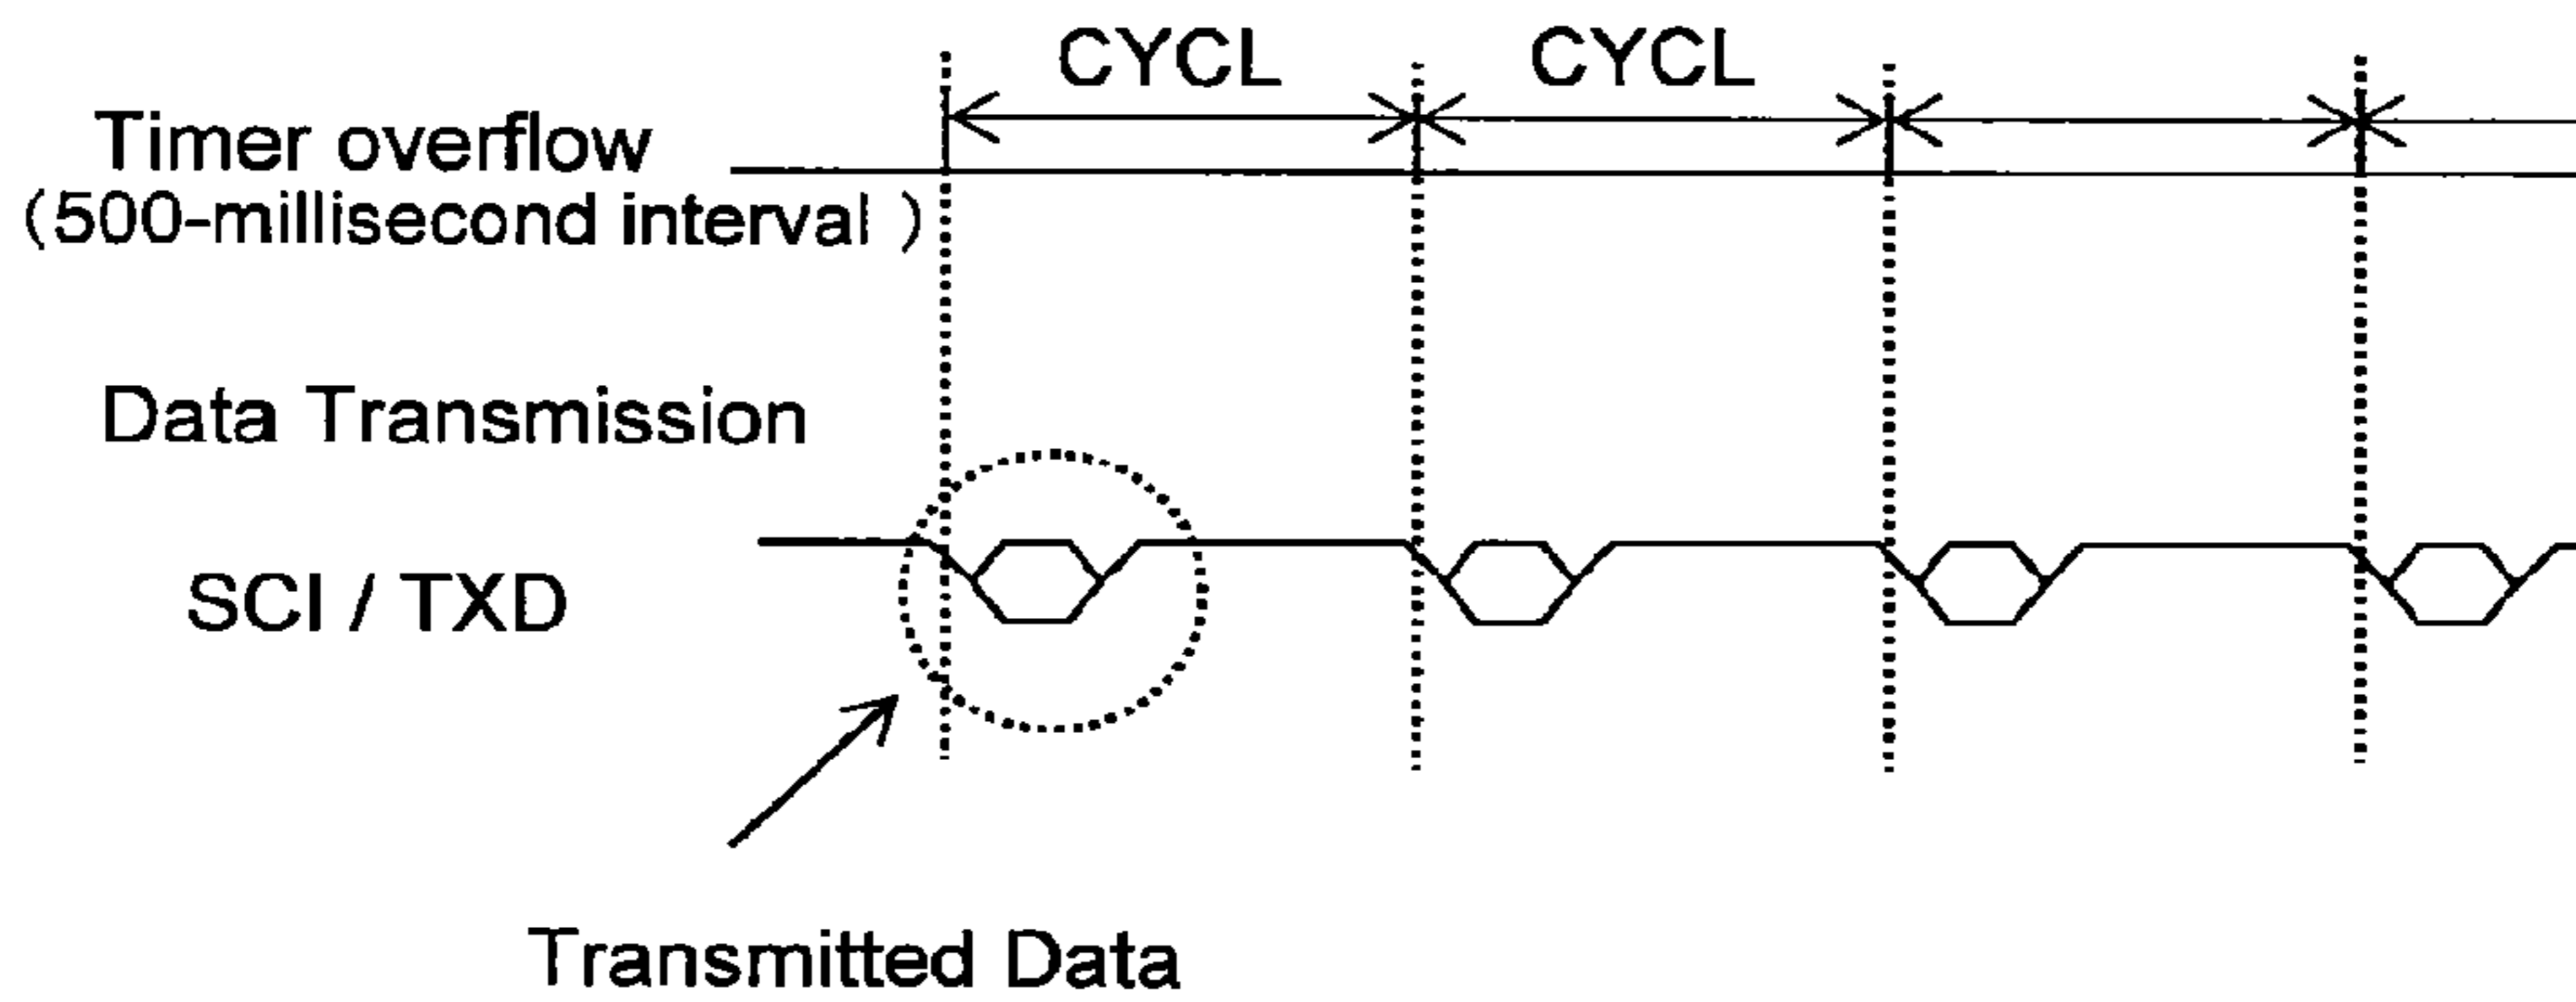 CYCL CYCL
Timer overflow
(500-millisecond interval )
Data Transmission
SCI / TXD
Transmitted Data